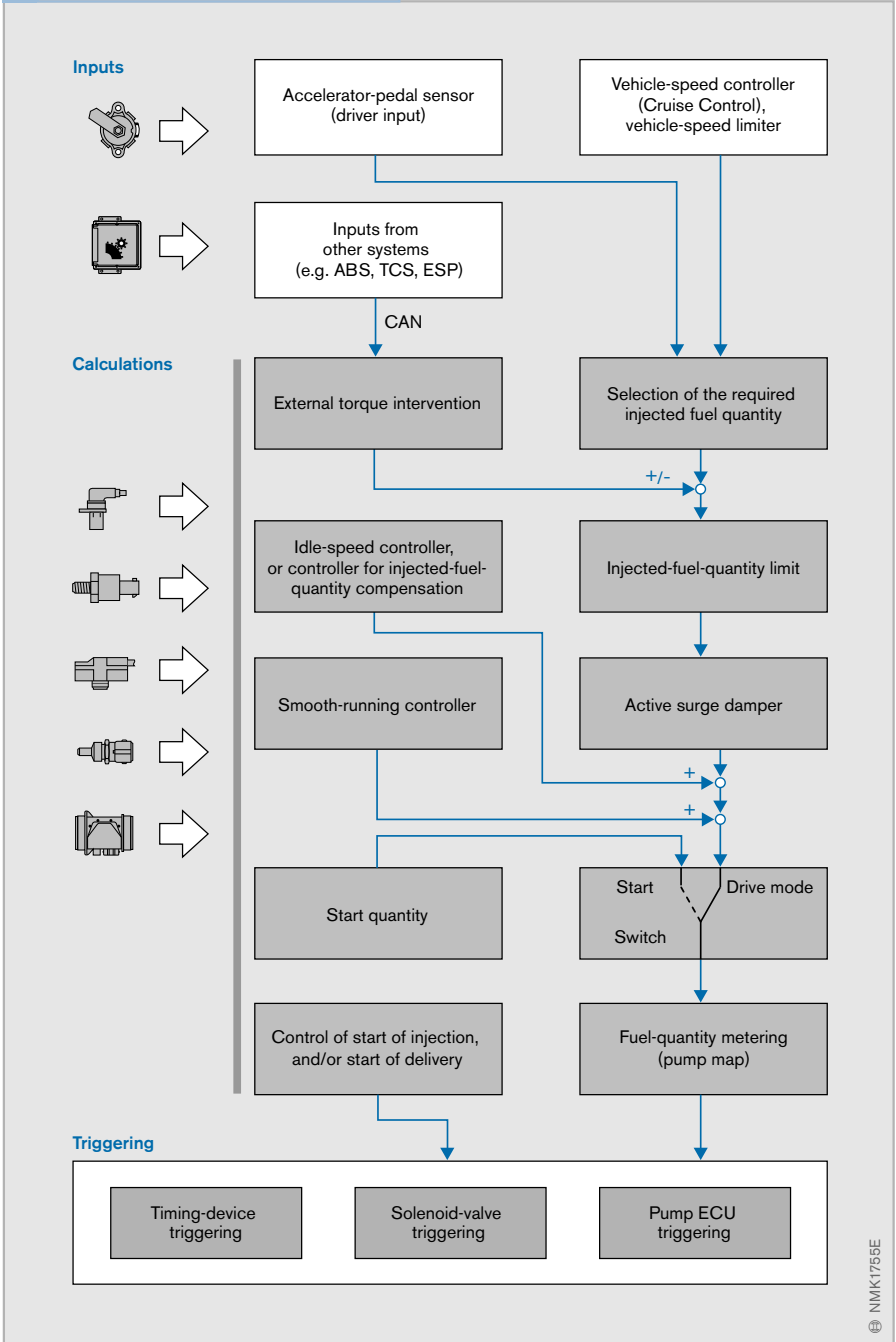 Inputs
Accelerator-pedal sensor
(driver input)
Vehicle-speed controller
(Cruise Control),
vehicle-speed limiter
Inputs from
other systems
(e.g. ABS, TCS, ESP)
CAN
Calculations
External torque intervention
Selection of the required
injected fuel quantity
+/-
Idle-speed controller,
or controller for injected-fuel-
quantity compensation
Injected-fuel-quantity limit
Smooth-running controller
Active surge damper
+
+
Start quantity
Start
Drive mode
Switch
Control of start of injection,
and/or start of delivery
Fuel-quantity metering
(pump map)
Triggering
Timing-device
triggering
Solenoid-valve
triggering
Pump ECU
triggering
NMK1755E